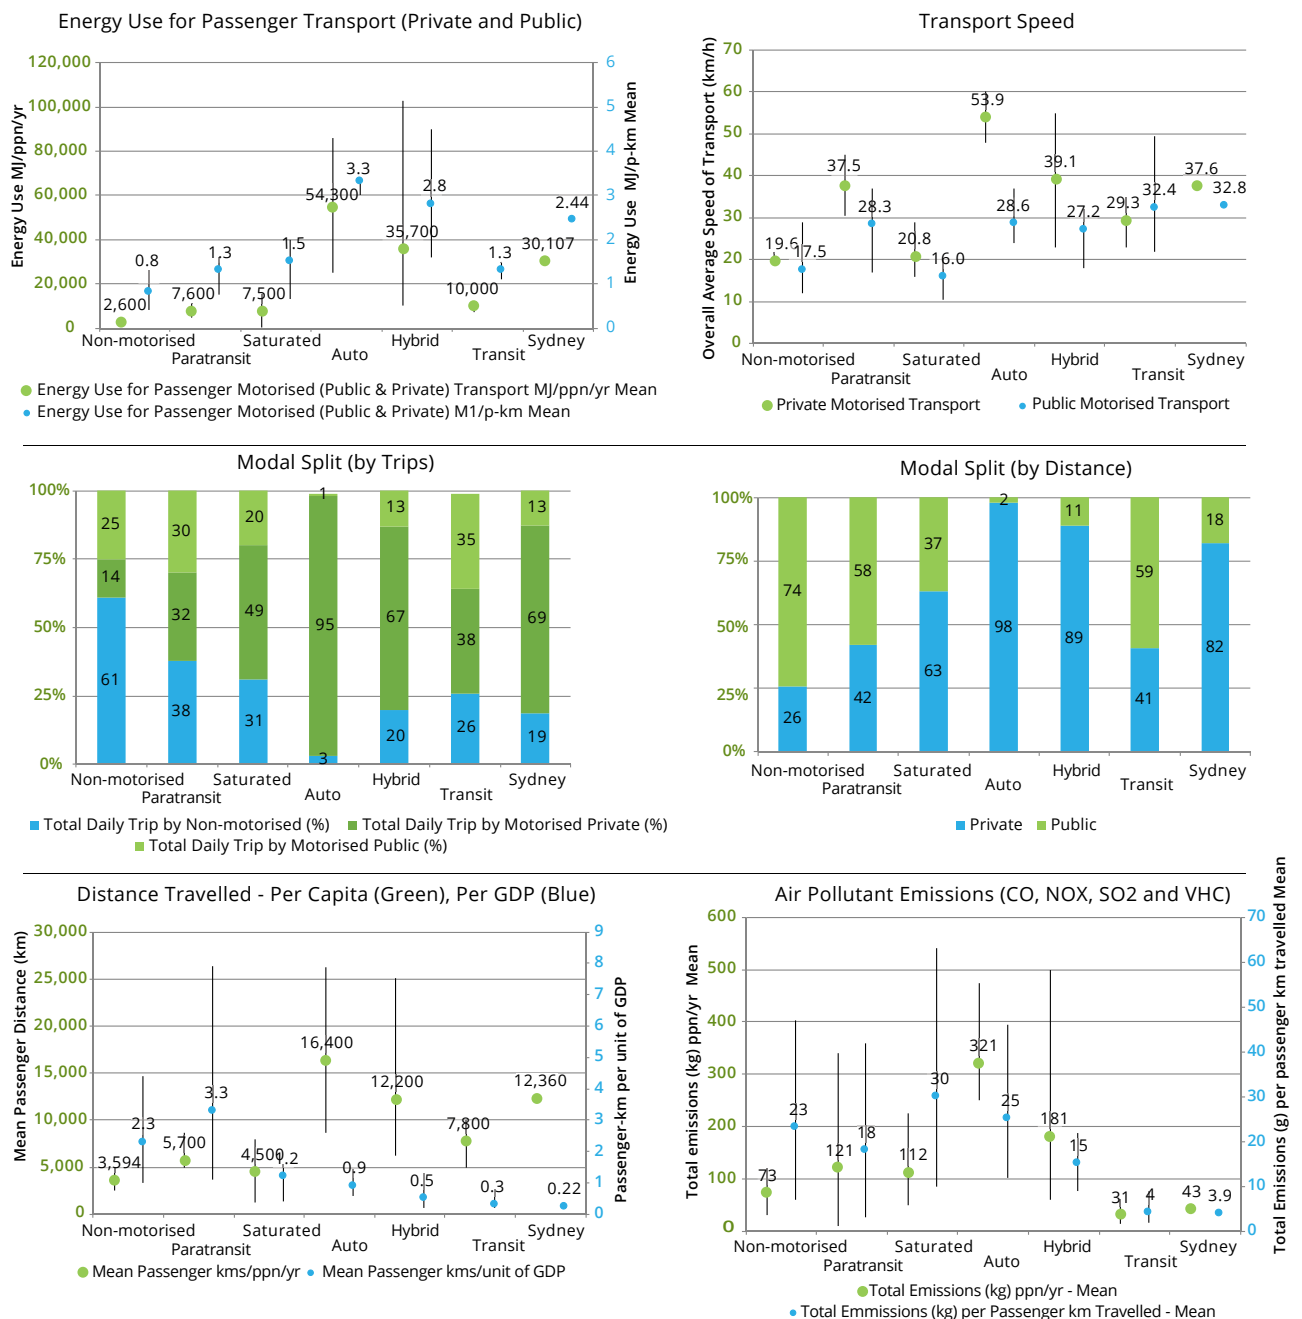 Energy Use for Passenger Transport (Private and Public)
120,000
100,000
80,000
60,000
40,000
20,000
0
Energy Use MJ/ppn/yr
6
5
4
3
2
1
0
Energy Use  MJ/p-km Mean
2,600
0.8
7,600
1.3
7,500
1.5
54,300
3.3
35,700
2.8
10,000
1.3
30,107
2.44
Non-motorised
Paratransit
Saturated
Auto
Hybrid
Transit
Sydney
Energy Use for Passenger Motorised (Public & Private) Transport MJ/ppn/yr Mean
Energy Use for Passenger Motorised (Public & Private) M1/p-km Mean
Transport Speed
70
60
50
40
30
20
10
0
Overall Average Speed of Transport (km/h)
19.6
17.5
37.5
28.3
20.8
16.0
53.9
28.6
39.1
27.2
29.3
32.4
37.6
32.8
Non-motorised
Paratransit
Saturated
Auto
Hybrid
Transit
Sydney
Private Motorised Transport
Public Motorised Transport
Modal Split (by Trips)
100%
75%
50%
25%
0%
25
14
61
30
32
38
20
49
31
1
95
3
13
67
20
35
38
26
13
69
19
Non-motorised
Paratransit
Saturated
Auto
Hybrid
Transit
Sydney
Total Daily Trip by Non-motorised (%)
Total Daily Trip by Motorised Private (%)
Total Daily Trip by Motorised Public (%)
Modal Split (by Distance)
100%
75%
50%
25%
0%
74
26
58
42
37
63
2
98
11
89
59
41
18
82
Non-motorised
Paratransit
Saturated
Auto
Hybrid
Transit
Sydney
Private
Public
Distance Travelled - Per Capita (Green), Per GDP (Blue)
30,000
25,000
20,000
15,000
10,000
5,000
0
Mean Passenger Distance (km)
9
8
7
6
5
4
3
2
1
0
Passenger-km per unit of GDP
3,594
2.3
5,700
3.3
4,500
1.2
16,400
0.9
12,200
0.5
7,800
0.3
12,360
0.22
Non-motorised
Paratransit
Saturated
Auto
Hybrid
Transit
Sydney
Mean Passenger kms/ppn/yr
Mean Passenger kms/unit of GDP
Air Pollutant Emissions (CO, NOX, SO2 and VHC)
600
500
400
300
200
100
O
Total emissions (kg) ppn/yr  Mean
70
60
50
40
30
20
10
0
Total Emissions (g) per passenger km travelled Mean
73
23
121
18
112
30
321
25
181
15
31
4
43
3.9
Non-motorised
Paratransit
Saturated
Auto
Hybrid
Transit
Sydney
Total Emissions (kg) ppn/yr - Mean
Total Emmissions (kg) per Passenger km Travelled - Mean